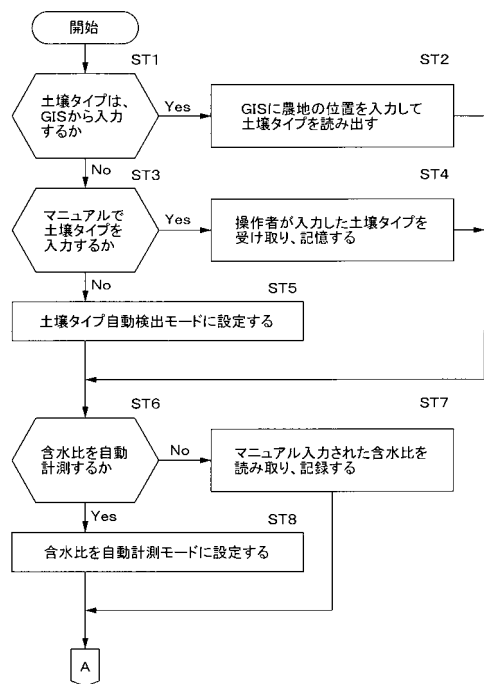 開始
ST1
土壌タイプは、
GISから入力
するか
Yes
No
ST2
GISに農地の位置を入力して
土壌タイプを読み出す
ST3
マニュアルで
土壌タイプを
入力するか
Yes
No
ST4
操作者が入力した土壌タイプを
受け取り、記憶する
ST5
土壌タイプ自動検出モードに設定する
ST6
含水比を自動
計測するか
No
Yes
ST7
マニュアル入力された含水比を
読み取り、記録する
ST8
含水比を自動計測モードに設定する
A